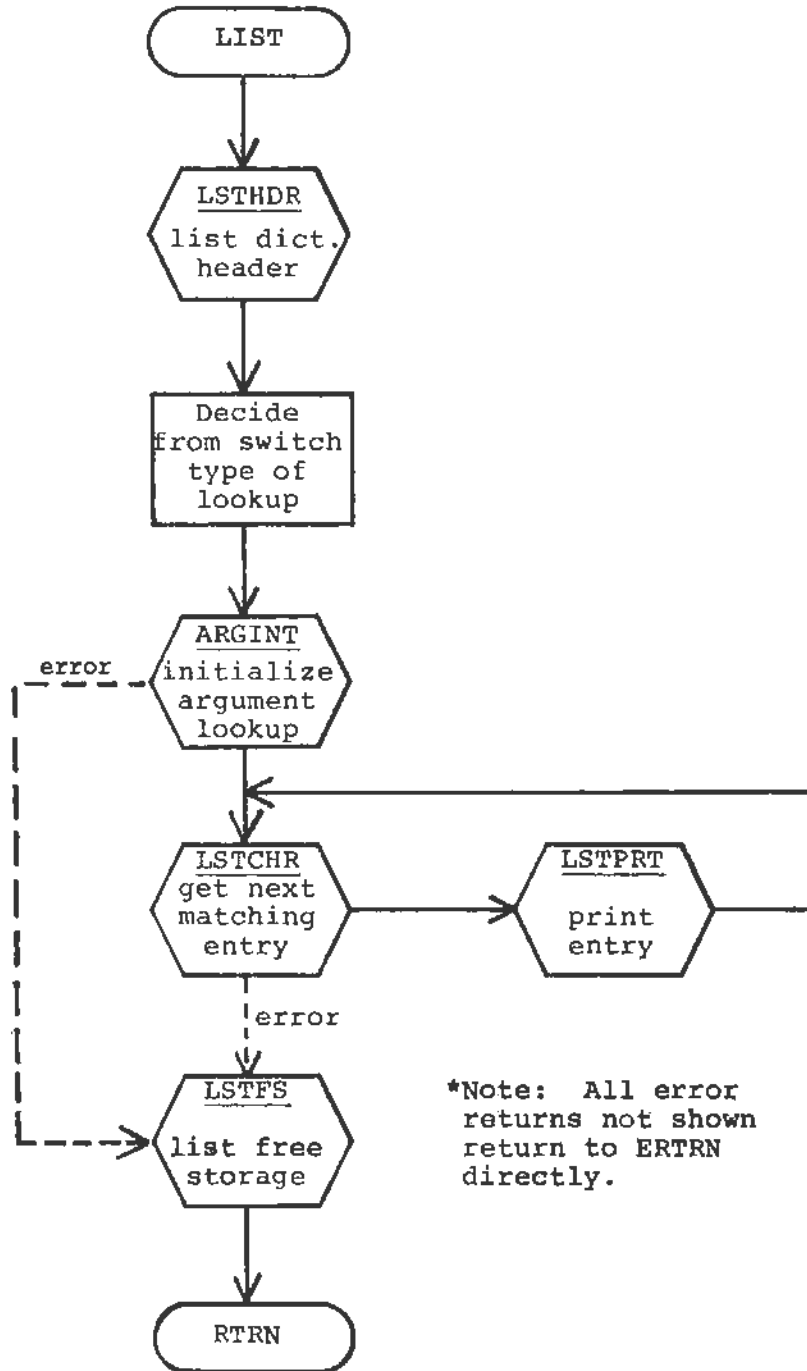 LIST
LSTHDR
list dict.
header
Decide
from switch
type of
lookup
ARGINT
initialize
argument
lookup
error
LSTCHR
get next
matching
entry
LSTPRT
print
entry
error
LSTFS
list free
storage
*Note: All error
returns not shown
return to ERTRN
directly.
RTRN